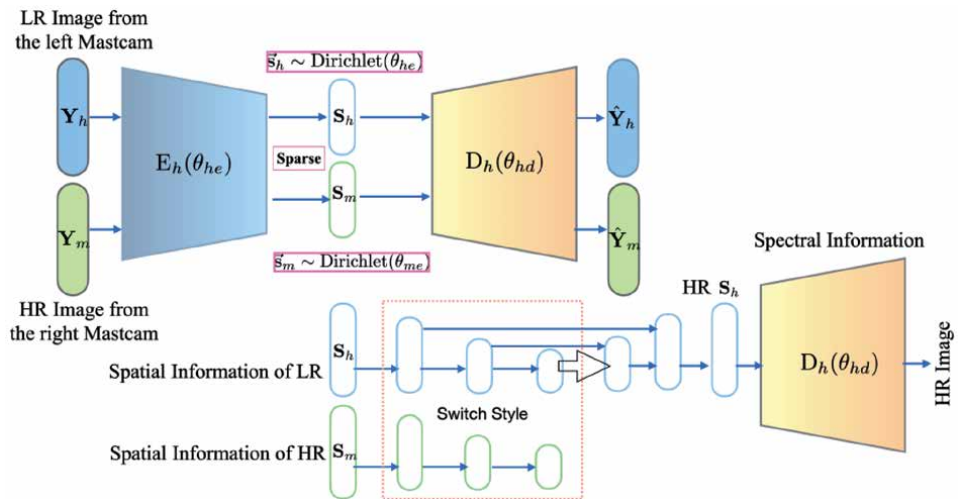 LR Image from
the left Mastcam
s⃗ₕ ∼ Dirichlet(θₕₑ)
Yₕ
Sₕ
Ŷₕ
Eₕ(θₕₑ)
Sparse
Dₕ(θₕd)
Sₘ
Yₘ
Ŷₘ
s⃗ₘ ∼ Dirichlet(θₘₑ)
Spectral Information
HR Image from
the right Mastcam
HR Sₕ
Sₕ
Spatial Information of LR
Dₕ(θₕd)
HR Image
Switch Style
Spatial Information of HR
Sₘ